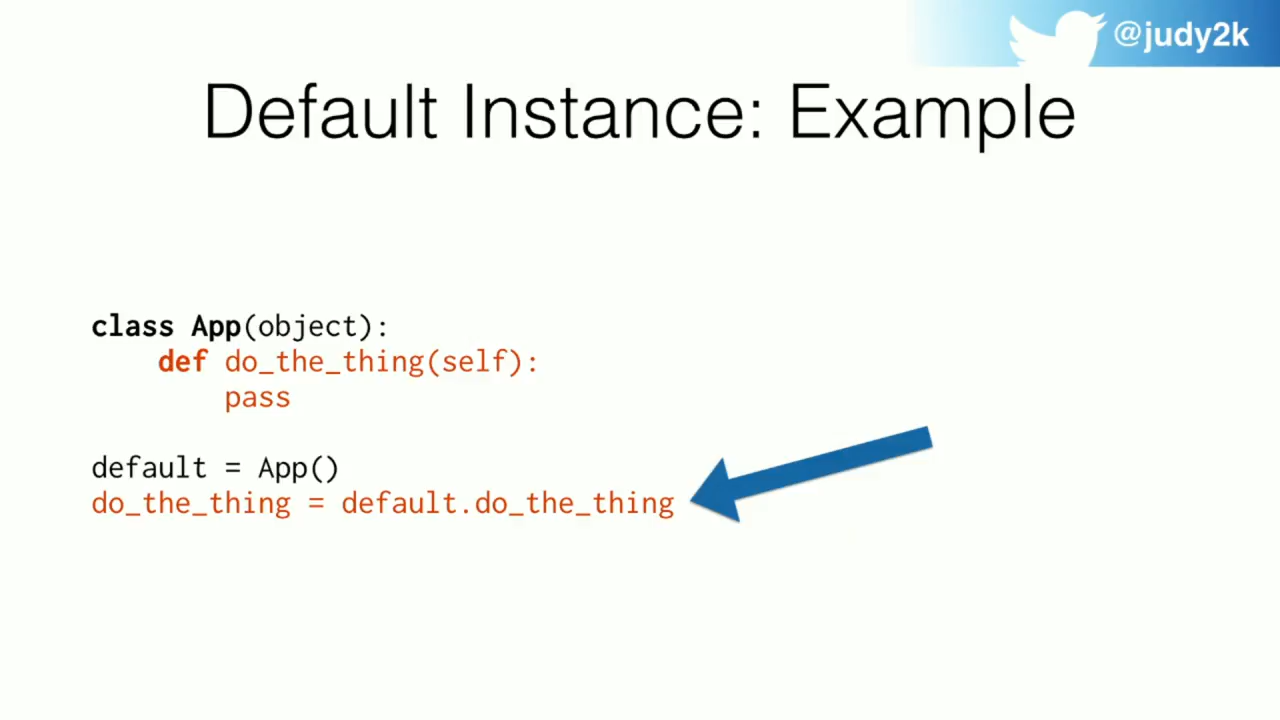 @judy2k
Default Instance: Example
class App(object):
    def do_the_thing(self):
        pass
default = App()
do_the_thing = default.do_the_thing